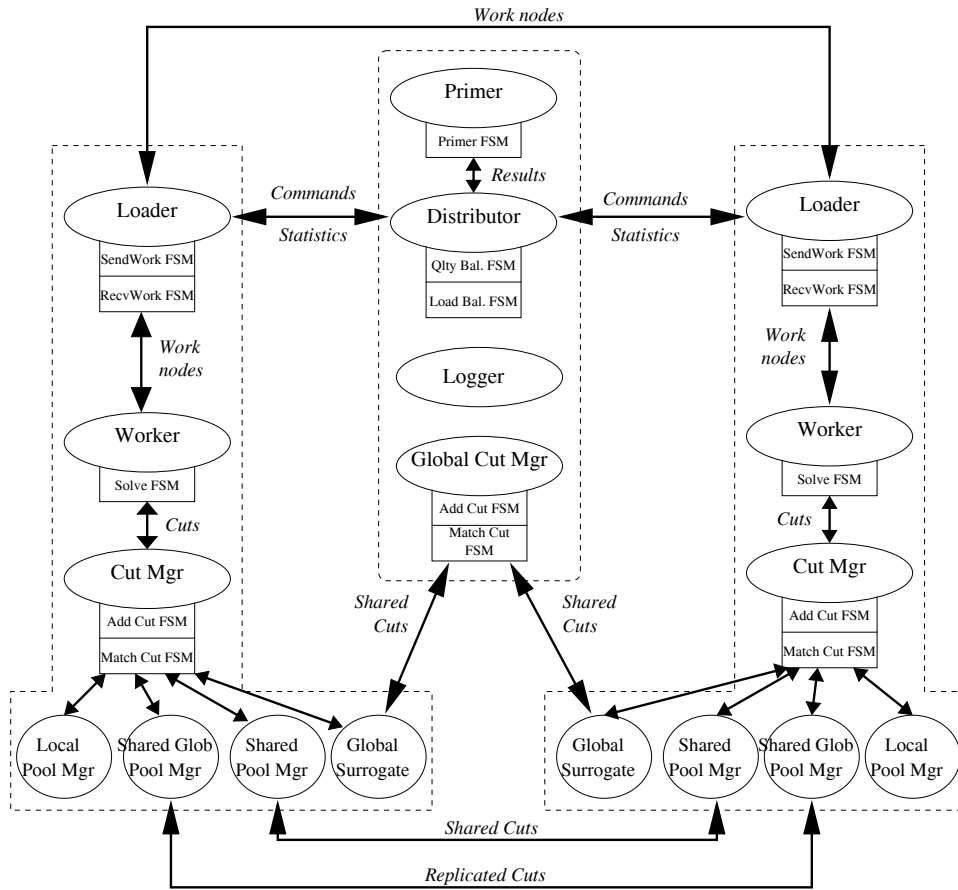 Work nodes
Primer
Primer FSM
Results
Commands
Statistics
Commands
Statistics
Loader
SendWork FSM
RecvWork FSM
Distributor
Qlty Bal. FSM
Load Bal. FSM
Loader
SendWork FSM
RecvWork FSM
Work
nodes
Logger
Work
nodes
Worker
Solve FSM
Global Cut Mgr
Add Cut FSM
Match Cut
FSM
Worker
Solve FSM
Cuts
Cuts
Cut Mgr
Add Cut FSM
Match Cut FSM
Shared
Cuts
Shared
Cuts
Cut Mgr
Add Cut FSM
Match Cut FSM
Local
Pool Mgr
Shared Glob
Pool Mgr
Shared
Pool Mgr
Global
Surrogate
Global
Surrogate
Shared
Pool Mgr
Shared Glob
Pool Mgr
Local
Pool Mgr
Shared Cuts
Replicated Cuts